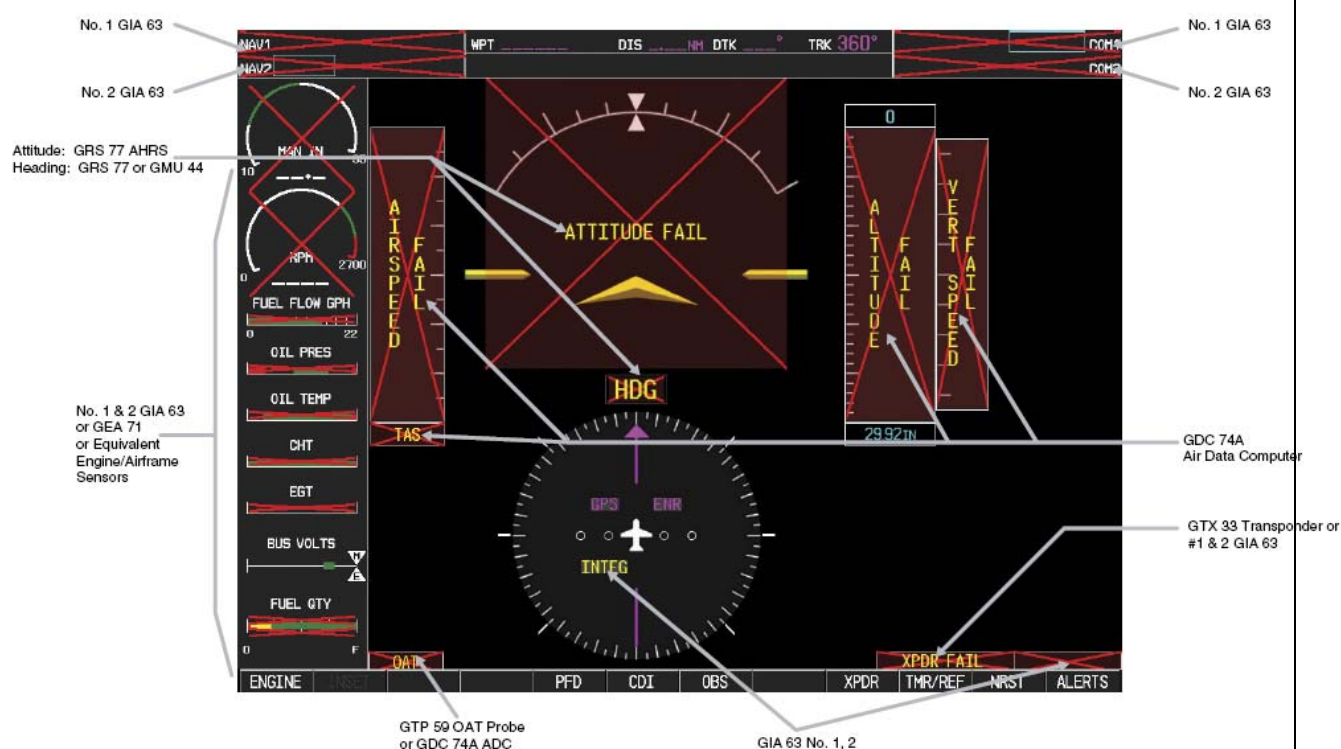 No. 1 GIA 63
No. 2 GIA 63
No. 1 GIA 63
No. 2 GIA 63
NAV1
NAV2
WPT ______ DIS __.__NM DTK ___° TRK 360°
COM1
COM2
Attitude: GRS 77 AHRS
Heading: GRS 77 or GMU 44
MAN IN
10 30
RPM
0 2700
FUEL FLOW GPH
0 22
OIL PRES
OIL TEMP
CHT
EGT
BUS VOLTS
M
E
FUEL QTY
0 F
No. 1 & 2 GIA 63
or GEA 71
or Equivalent
Engine/Airframe
Sensors
AIRSPEED
FAIL
TAS
ATTITUDE FAIL
HDG
0
ALTITUDE
FAIL
29.92IN
VERT SPEED
FAIL
GPS ENR
INTEG
GDC 74A
Air Data Computer
GTX 33 Transponder or
#1 & 2 GIA 63
OAT
XPDR FAIL
ENGINE INSET PFD CDI OBS XPDR TMR/REF NRST ALERTS
GTP 59 OAT Probe
or GDC 74A ADC
GIA 63 No. 1, 2